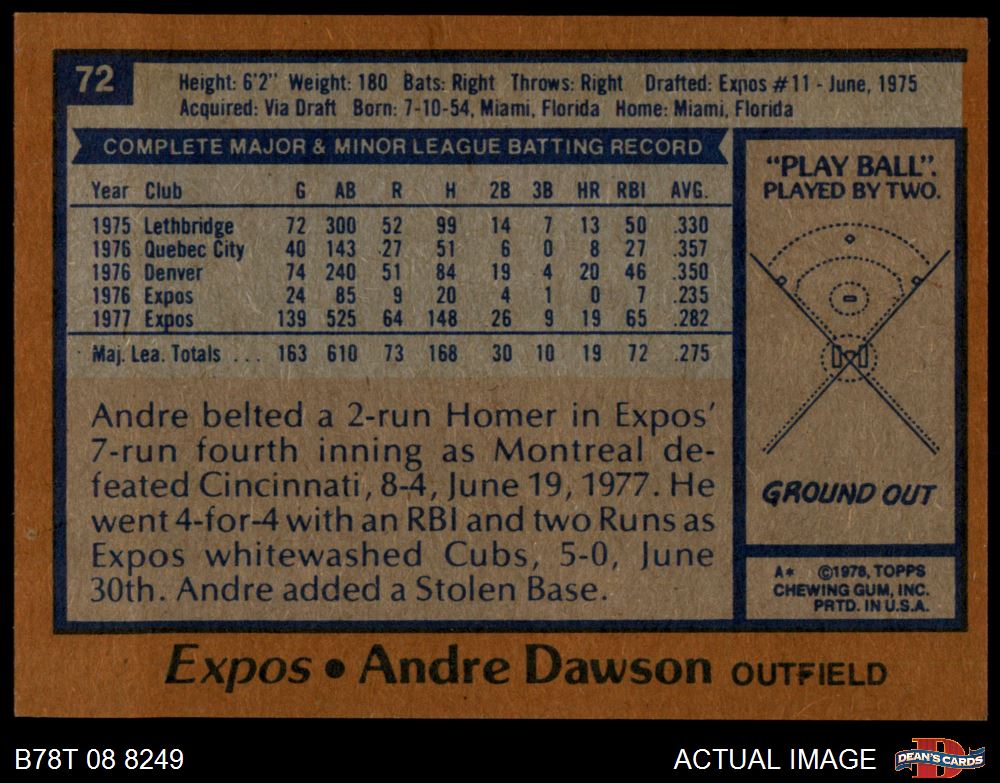 72
Height: 6'2" Weight: 180 Bats: Right Throws: Right Drafted: Expos #11 - June, 1975
Acquired: Via Draft Born: 7-10-54, Miami, Florida Home: Miami, Florida
COMPLETE MAJOR & MINOR LEAGUE BATTING RECORD
Year Club G AB R H 2B 3B HR RBI AVG.
1975 Lethbridge 72 300 52 99 14 7 13 50 .330
1976 Quebec City 40 143 27 51 6 0 8 27 .357
1976 Denver 74 240 51 84 19 4 20 46 .350
1976 Expos 24 85 9 20 4 1 0 7 .235
1977 Expos 139 525 64 148 26 9 19 65 .282
Maj. Lea. Totals ... 163 610 73 168 30 10 19 72 .275
Andre belted a 2-run Homer in Expos'
7-run fourth inning as Montreal de-
feated Cincinnati, 8-4, June 19, 1977. He
went 4-for-4 with an RBI and two Runs as
Expos whitewashed Cubs, 5-0, June
30th. Andre added a Stolen Base.
"PLAY BALL".
PLAYED BY TWO.
GROUND OUT
A* ©1978, TOPPS
CHEWING GUM, INC.
PRTD. IN U.S.A.
Expos • Andre Dawson OUTFIELD
B78T 08 8249
ACTUAL IMAGE
D
DEAN'S CARDS